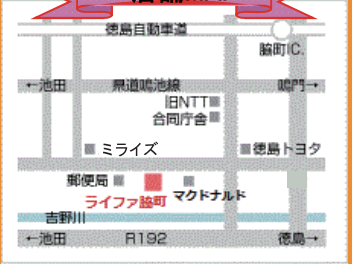 徳島自動車道
脇町IC.
←池田 県道鳴池線 鳴門→
旧NTT
合同庁舎
ミライズ
徳島トヨタ
郵便局
ライファ脇町
マクドナルド
吉野川
←池田 R192 徳島→